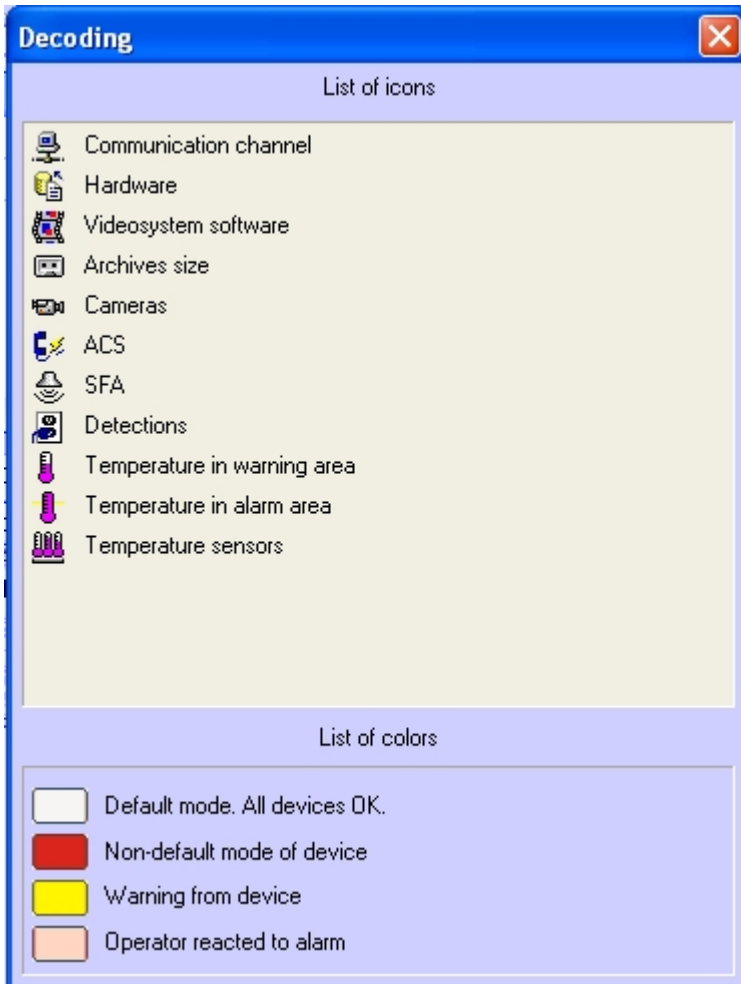 Decoding
List of icons
Communication channel
Hardware
Videosystem software
Archives size
Cameras
ACS
SFA
Detections
Temperature in warning area
Temperature in alarm area
Temperature sensors
List of colors
Default mode. All devices OK.
Non-default mode of device
Warning from device
Operator reacted to alarm